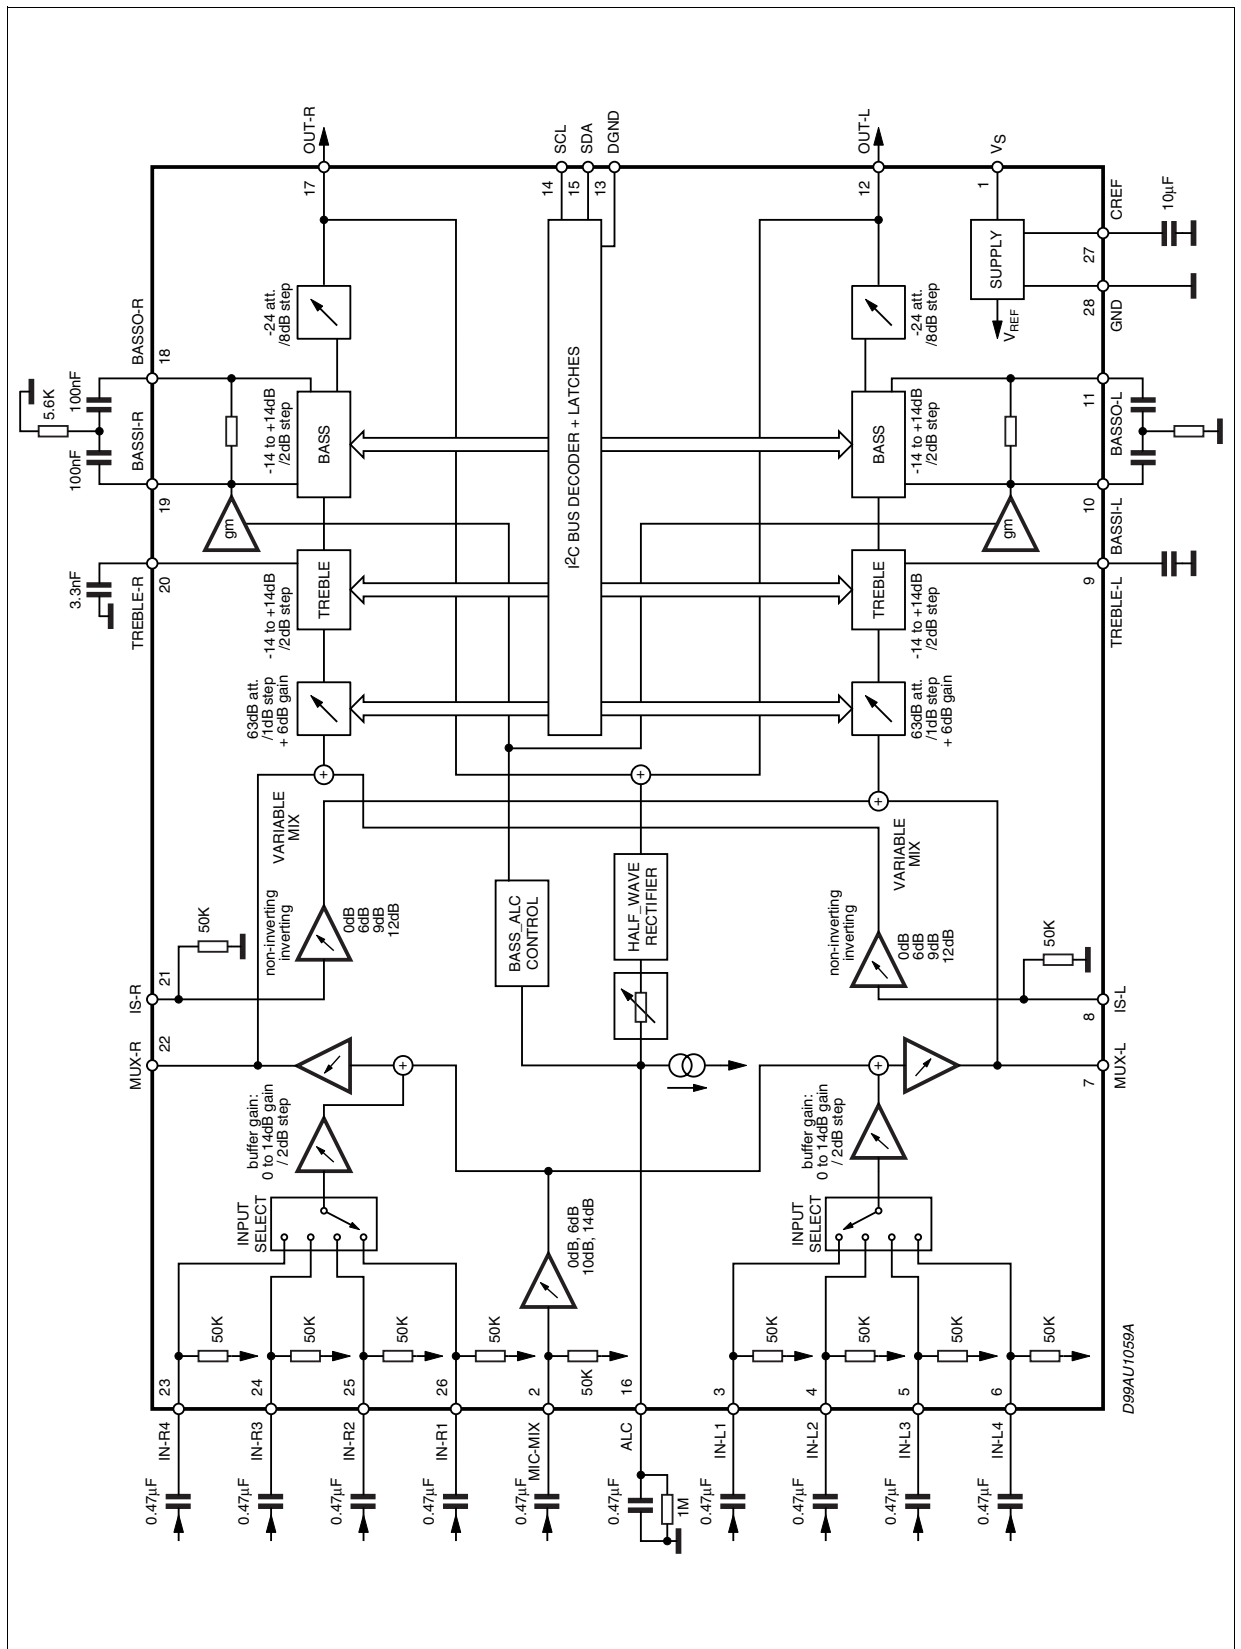 0.47µF
IN-R4
23
50K
0.47µF
IN-R3
24
50K
0.47µF
IN-R2
25
50K
0.47µF
IN-R1
26
50K
0.47µF
MIC-MIX
2
50K
0dB, 6dB
10dB, 14dB
ALC
16
0.47µF
1M
0.47µF
IN-L1
3
50K
0.47µF
IN-L2
4
50K
0.47µF
IN-L3
5
50K
0.47µF
IN-L4
6
50K
INPUT
SELECT
buffer gain:
0 to 14dB gain
/ 2dB step
INPUT
SELECT
buffer gain:
0 to 14dB gain
/ 2dB step
MUX-R
22
IS-R
21
50K
non-inverting
inverting
0dB
6dB
9dB
12dB
VARIABLE
MIX
BASS_ALC
CONTROL
HALF_WAVE
RECTIFIER
MUX-L
7
IS-L
8
50K
non-inverting
inverting
0dB
6dB
9dB
12dB
VARIABLE
MIX
63dB att.
/1dB step
+ 6dB gain
63dB att.
/1dB step
+ 6dB gain
TREBLE-R
20
3.3nF
-14 to +14dB
/2dB step
TREBLE
TREBLE
-14 to +14dB
/2dB step
TREBLE-L
9
BASSI-R
19
100nF
5.6K
100nF
BASSO-R
18
gm
-14 to +14dB
/2dB step
BASS
I2C BUS DECODER + LATCHES
BASS
-14 to +14dB
/2dB step
gm
BASSI-L
10
BASSO-L
11
-24 att.
/8dB step
-24 att.
/8dB step
VREF
SUPPLY
GND
28
CREF
27
10µF
OUT-R
17
SCL
14
SDA
15
DGND
13
OUT-L
12
VS
1
D99AU1059A